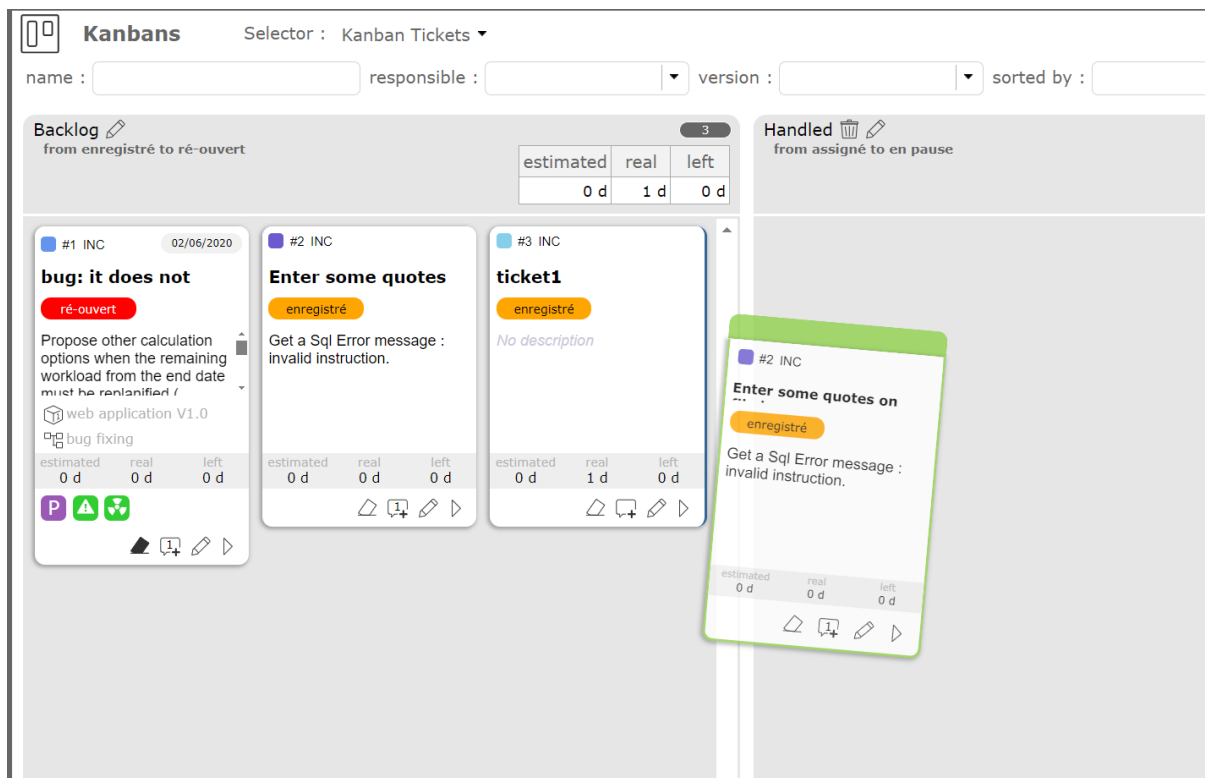 Kanbans Selector : Kanban Tickets
name : responsible : version : sorted by :
Backlog 3
from enregistré to ré-ouvert
estimated real left
0 d 1 d 0 d
Handled
from assigné to en pause
#1 INC 02/06/2020
bug: it does not
ré-ouvert
Propose other calculation
options when the remaining
workload from the end date
must be replanified (
web application V1.0
bug fixing
estimated real left
0 d 0 d 0 d
P
1
#2 INC
Enter some quotes
enregistré
Get a Sql Error message :
invalid instruction.
estimated real left
0 d 0 d 0 d
1
#3 INC
ticket1
enregistré
No description
estimated real left
0 d 1 d 0 d
#2 INC
Enter some quotes on
enregistré
Get a Sql Error message :
invalid instruction.
estimated real left
0 d 0 d 0 d
1